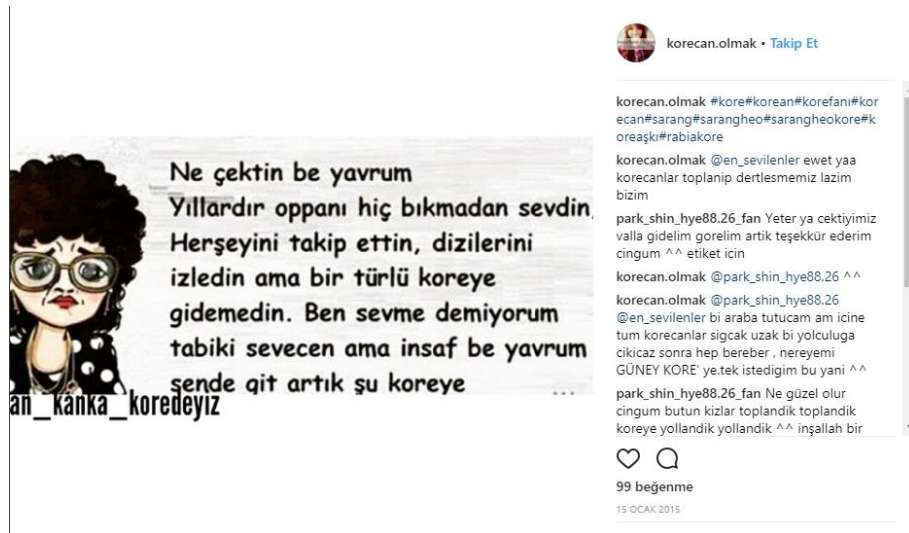 Ne çektin be yavrum
Yıllardır oppanı hiç bıkmadan sevdin,
Herşeyini takip ettin, dizilerini
izledin ama bir türlü koreye
gidemedin. Ben sevme demiyorum
tabiki sevecen ama insaf be yavrum
sende git artık şu koreye
...
an_kanka_koredeyiz
korecan.olmak • Takip Et
korecan.olmak #kore#korean#korefanı#kor
ecan#sarang#sarangheo#sarangheokore#k
oreaşkı#rabiakore
korecan.olmak @en_sevilenler ewet yaa
korecanlar toplanip dertlesmemiz lazim
bizim
park_shin_hye88.26_fan Yeter ya cektiyimiz
valla gidelim gorelim artik teşekkür ederim
cingum ^^ etiket icin
korecan.olmak @park_shin_hye88.26 ^^
korecan.olmak @park_shin_hye88.26
@en_sevilenler bi araba tutucam am icine
tum korecanlar sigcak uzak bi yolculuga
cikicaz sonra hep beraber , nereyemi
GÜNEY KORE' ye.tek istedigim bu yani ^^
park_shin_hye88.26_fan Ne güzel olur
cingum butun kizlar toplandik toplandik
koreye yollandik yollandik ^^ inşallah bir
99 beğenme
15 OCAK 2015